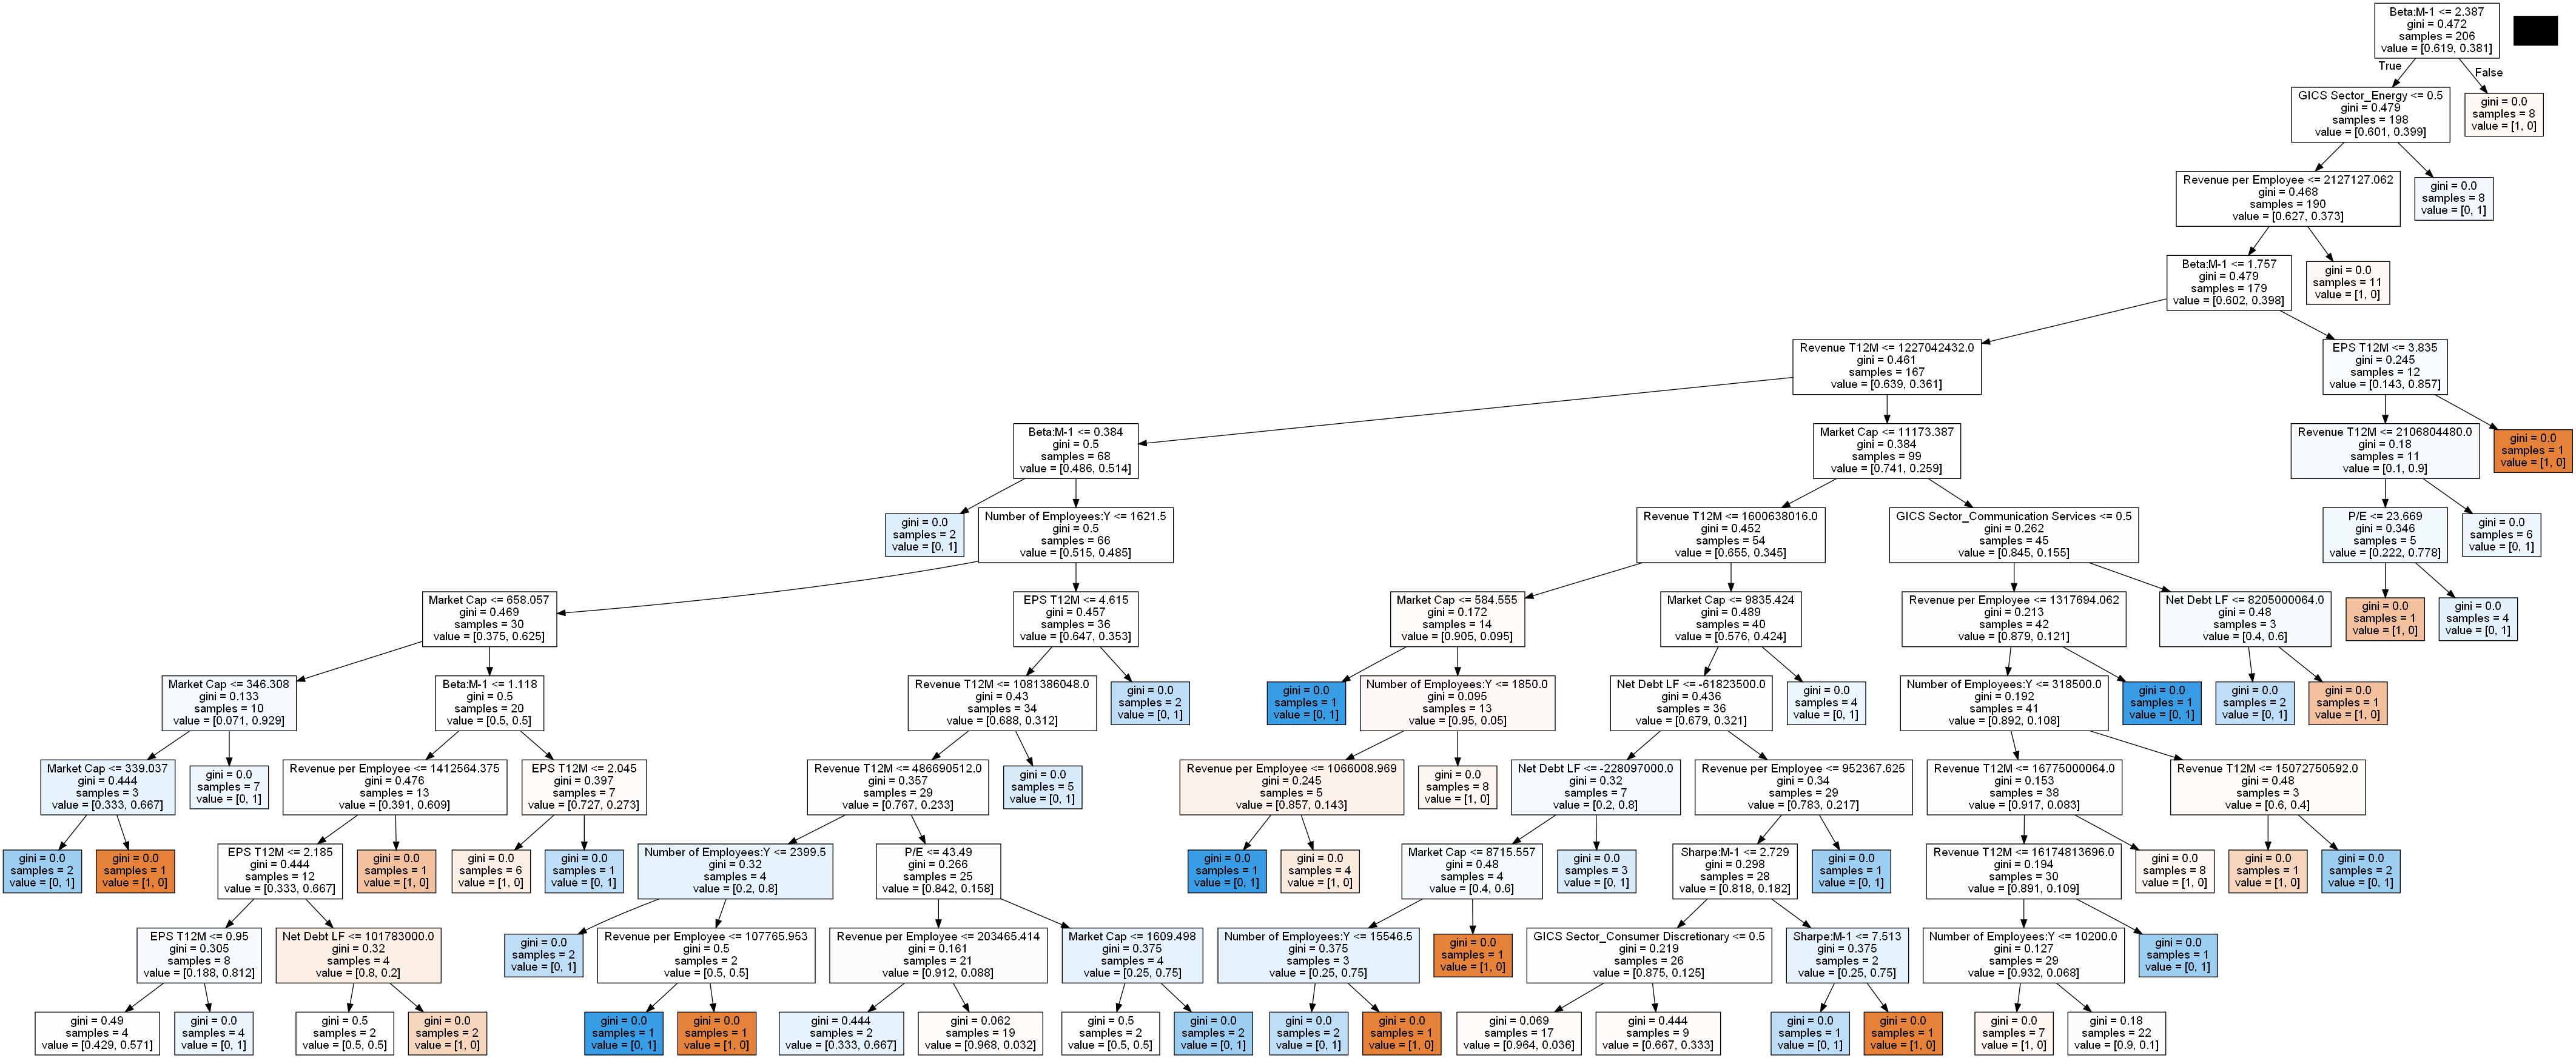 Beta:M-1 <= 2.387
gini = 0.472
samples = 206
value = [0.619, 0.381]
True
False
GICS Sector_Energy <= 0.5
gini = 0.479
samples = 198
value = [0.601, 0.399]
gini = 0.0
samples = 8
value = [1, 0]
Revenue per Employee <= 2127127.062
gini = 0.468
samples = 190
value = [0.627, 0.373]
gini = 0.0
samples = 8
value = [0, 1]
Beta:M-1 <= 1.757
gini = 0.479
samples = 179
value = [0.602, 0.398]
gini = 0.0
samples = 11
value = [1, 0]
Revenue T12M <= 1227042432.0
gini = 0.461
samples = 167
value = [0.639, 0.361]
EPS T12M <= 3.835
gini = 0.245
samples = 12
value = [0.143, 0.857]
Beta:M-1 <= 0.384
gini = 0.5
samples = 68
value = [0.486, 0.514]
Market Cap <= 11173.387
gini = 0.384
samples = 99
value = [0.741, 0.259]
Revenue T12M <= 2106804480.0
gini = 0.18
samples = 11
value = [0.1, 0.9]
gini = 0.0
samples = 1
value = [1, 0]
gini = 0.0
samples = 2
value = [0, 1]
Number of Employees:Y <= 1621.5
gini = 0.5
samples = 66
value = [0.515, 0.485]
Revenue T12M <= 1600638016.0
gini = 0.452
samples = 54
value = [0.655, 0.345]
GICS Sector_Communication Services <= 0.5
gini = 0.262
samples = 45
value = [0.845, 0.155]
P/E <= 23.669
gini = 0.346
samples = 5
value = [0.222, 0.778]
gini = 0.0
samples = 6
value = [0, 1]
Market Cap <= 658.057
gini = 0.469
samples = 30
value = [0.375, 0.625]
EPS T12M <= 4.615
gini = 0.457
samples = 36
value = [0.647, 0.353]
Market Cap <= 584.555
gini = 0.172
samples = 14
value = [0.905, 0.095]
Market Cap <= 9835.424
gini = 0.489
samples = 40
value = [0.576, 0.424]
Revenue per Employee <= 1317694.062
gini = 0.213
samples = 42
value = [0.879, 0.121]
Net Debt LF <= 8205000064.0
gini = 0.48
samples = 3
value = [0.4, 0.6]
gini = 0.0
samples = 1
value = [1, 0]
gini = 0.0
samples = 4
value = [0, 1]
Market Cap <= 346.308
gini = 0.133
samples = 10
value = [0.071, 0.929]
Beta:M-1 <= 1.118
gini = 0.5
samples = 20
value = [0.5, 0.5]
Revenue T12M <= 1081386048.0
gini = 0.43
samples = 34
value = [0.688, 0.312]
gini = 0.0
samples = 2
value = [0, 1]
gini = 0.0
samples = 1
value = [0, 1]
Number of Employees:Y <= 1850.0
gini = 0.095
samples = 13
value = [0.95, 0.05]
Net Debt LF <= -61823500.0
gini = 0.436
samples = 36
value = [0.679, 0.321]
gini = 0.0
samples = 4
value = [0, 1]
Number of Employees:Y <= 318500.0
gini = 0.192
samples = 41
value = [0.892, 0.108]
gini = 0.0
samples = 1
value = [0, 1]
gini = 0.0
samples = 2
value = [0, 1]
gini = 0.0
samples = 1
value = [1, 0]
Market Cap <= 339.037
gini = 0.444
samples = 3
value = [0.333, 0.667]
gini = 0.0
samples = 7
value = [0, 1]
Revenue per Employee <= 1412564.375
gini = 0.476
samples = 13
value = [0.391, 0.609]
EPS T12M <= 2.045
gini = 0.397
samples = 7
value = [0.727, 0.273]
Revenue T12M <= 486690512.0
gini = 0.357
samples = 29
value = [0.767, 0.233]
gini = 0.0
samples = 5
value = [0, 1]
Revenue per Employee <= 1066008.969
gini = 0.245
samples = 5
value = [0.857, 0.143]
gini = 0.0
samples = 8
value = [1, 0]
Net Debt LF <= -228097000.0
gini = 0.32
samples = 7
value = [0.2, 0.8]
Revenue per Employee <= 952367.625
gini = 0.34
samples = 29
value = [0.783, 0.217]
Revenue T12M <= 16775000064.0
gini = 0.153
samples = 38
value = [0.917, 0.083]
Revenue T12M <= 15072750592.0
gini = 0.48
samples = 3
value = [0.6, 0.4]
gini = 0.0
samples = 2
value = [0, 1]
gini = 0.0
samples = 1
value = [1, 0]
EPS T12M <= 2.185
gini = 0.444
samples = 12
value = [0.333, 0.667]
gini = 0.0
samples = 1
value = [1, 0]
gini = 0.0
samples = 6
value = [1, 0]
gini = 0.0
samples = 1
value = [0, 1]
Number of Employees:Y <= 2399.5
gini = 0.32
samples = 4
value = [0.2, 0.8]
P/E <= 43.49
gini = 0.266
samples = 25
value = [0.842, 0.158]
gini = 0.0
samples = 1
value = [0, 1]
gini = 0.0
samples = 4
value = [1, 0]
Market Cap <= 8715.557
gini = 0.48
samples = 4
value = [0.4, 0.6]
gini = 0.0
samples = 3
value = [0, 1]
Sharpe:M-1 <= 2.729
gini = 0.298
samples = 28
value = [0.818, 0.182]
gini = 0.0
samples = 1
value = [0, 1]
Revenue T12M <= 16174813696.0
gini = 0.194
samples = 30
value = [0.891, 0.109]
gini = 0.0
samples = 8
value = [1, 0]
gini = 0.0
samples = 1
value = [1, 0]
gini = 0.0
samples = 2
value = [0, 1]
EPS T12M <= 0.95
gini = 0.305
samples = 8
value = [0.188, 0.812]
Net Debt LF <= 101783000.0
gini = 0.32
samples = 4
value = [0.8, 0.2]
gini = 0.0
samples = 2
value = [0, 1]
Revenue per Employee <= 107765.953
gini = 0.5
samples = 2
value = [0.5, 0.5]
Revenue per Employee <= 203465.414
gini = 0.161
samples = 21
value = [0.912, 0.088]
Market Cap <= 1609.498
gini = 0.375
samples = 4
value = [0.25, 0.75]
Number of Employees:Y <= 15546.5
gini = 0.375
samples = 3
value = [0.25, 0.75]
gini = 0.0
samples = 1
value = [1, 0]
GICS Sector_Consumer Discretionary <= 0.5
gini = 0.219
samples = 26
value = [0.875, 0.125]
Sharpe:M-1 <= 7.513
gini = 0.375
samples = 2
value = [0.25, 0.75]
Number of Employees:Y <= 10200.0
gini = 0.127
samples = 29
value = [0.932, 0.068]
gini = 0.0
samples = 1
value = [0, 1]
gini = 0.49
samples = 4
value = [0.429, 0.571]
gini = 0.0
samples = 4
value = [0, 1]
gini = 0.5
samples = 2
value = [0.5, 0.5]
gini = 0.0
samples = 2
value = [1, 0]
gini = 0.0
samples = 1
value = [0, 1]
gini = 0.0
samples = 1
value = [1, 0]
gini = 0.444
samples = 2
value = [0.333, 0.667]
gini = 0.062
samples = 19
value = [0.968, 0.032]
gini = 0.5
samples = 2
value = [0.5, 0.5]
gini = 0.0
samples = 2
value = [0, 1]
gini = 0.0
samples = 2
value = [0, 1]
gini = 0.0
samples = 1
value = [1, 0]
gini = 0.069
samples = 17
value = [0.964, 0.036]
gini = 0.444
samples = 9
value = [0.667, 0.333]
gini = 0.0
samples = 1
value = [0, 1]
gini = 0.0
samples = 1
value = [1, 0]
gini = 0.0
samples = 7
value = [1, 0]
gini = 0.18
samples = 22
value = [0.9, 0.1]